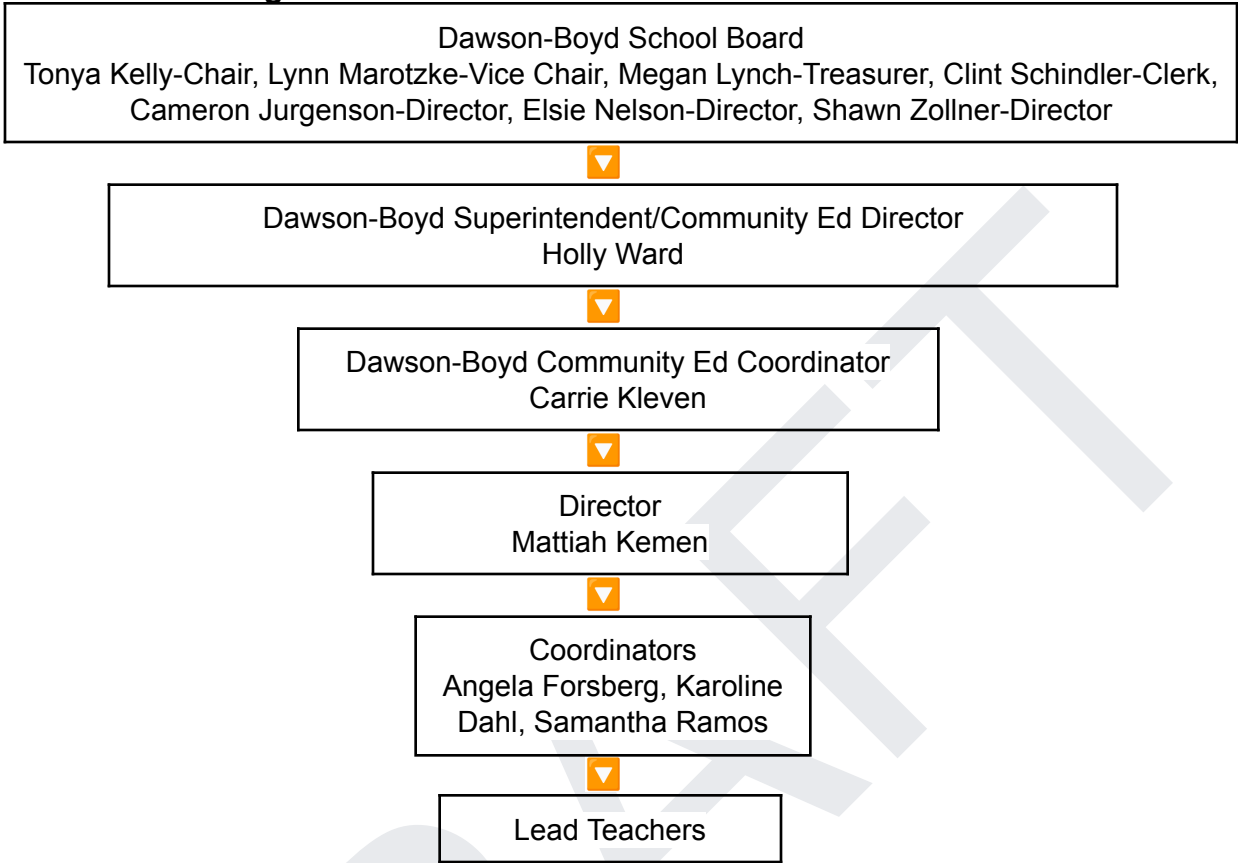 Dawson-Boyd School Board
Tonya Kelly-Chair, Lynn Marotzke-Vice Chair, Megan Lynch-Treasurer, Clint Schindler-Clerk,
Cameron Jurgenson-Director, Elsie Nelson-Director, Shawn Zollner-Director
Dawson-Boyd Superintendent/Community Ed Director
Holly Ward
Dawson-Boyd Community Ed Coordinator
Carrie Kleven
Director
Mattiah Kemen
Coordinators
Angela Forsberg, Karoline
Dahl, Samantha Ramos
Lead Teachers